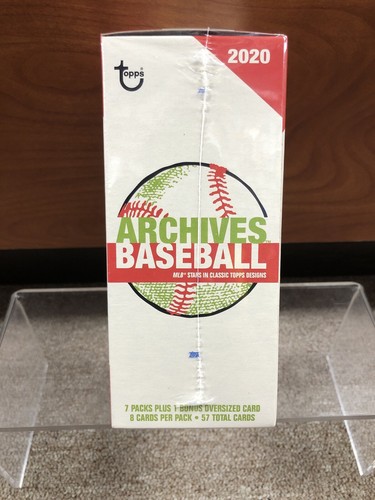 topps®
2020
ARCHIVES
BASEBALL™
MLB® STARS IN CLASSIC TOPPS DESIGNS
7 PACKS PLUS 1 BONUS OVERSIZED CARD
8 CARDS PER PACK • 57 TOTAL CARDS